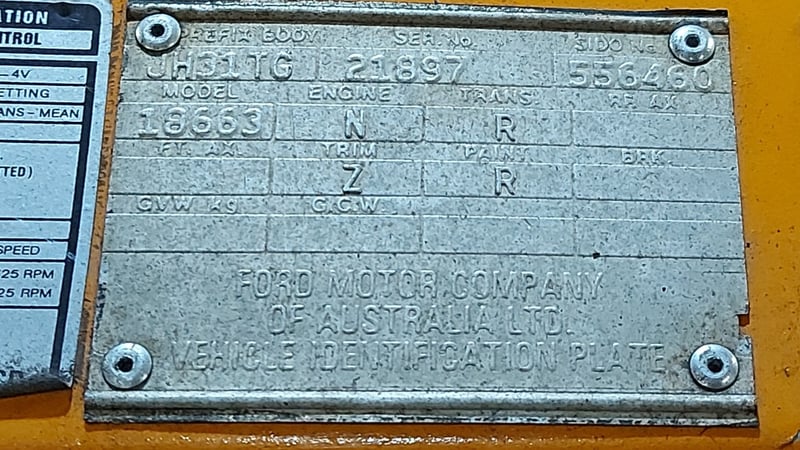 ATION
TROL
-4V
ETTING
ANS-MEAN
TTED)
SPEED
25 RPM
25 RPM
PREFIX BODY SER. No. SIDO No.
JH31TG 21897 556460
MODEL ENGINE TRANS. RR. AX.
18663 N R
FT. AX. TRIM PAINT BRK.
Z R
GVW kg G.C.W.
FORD MOTOR COMPANY
OF AUSTRALIA LTD.
VEHICLE IDENTIFICATION PLATE